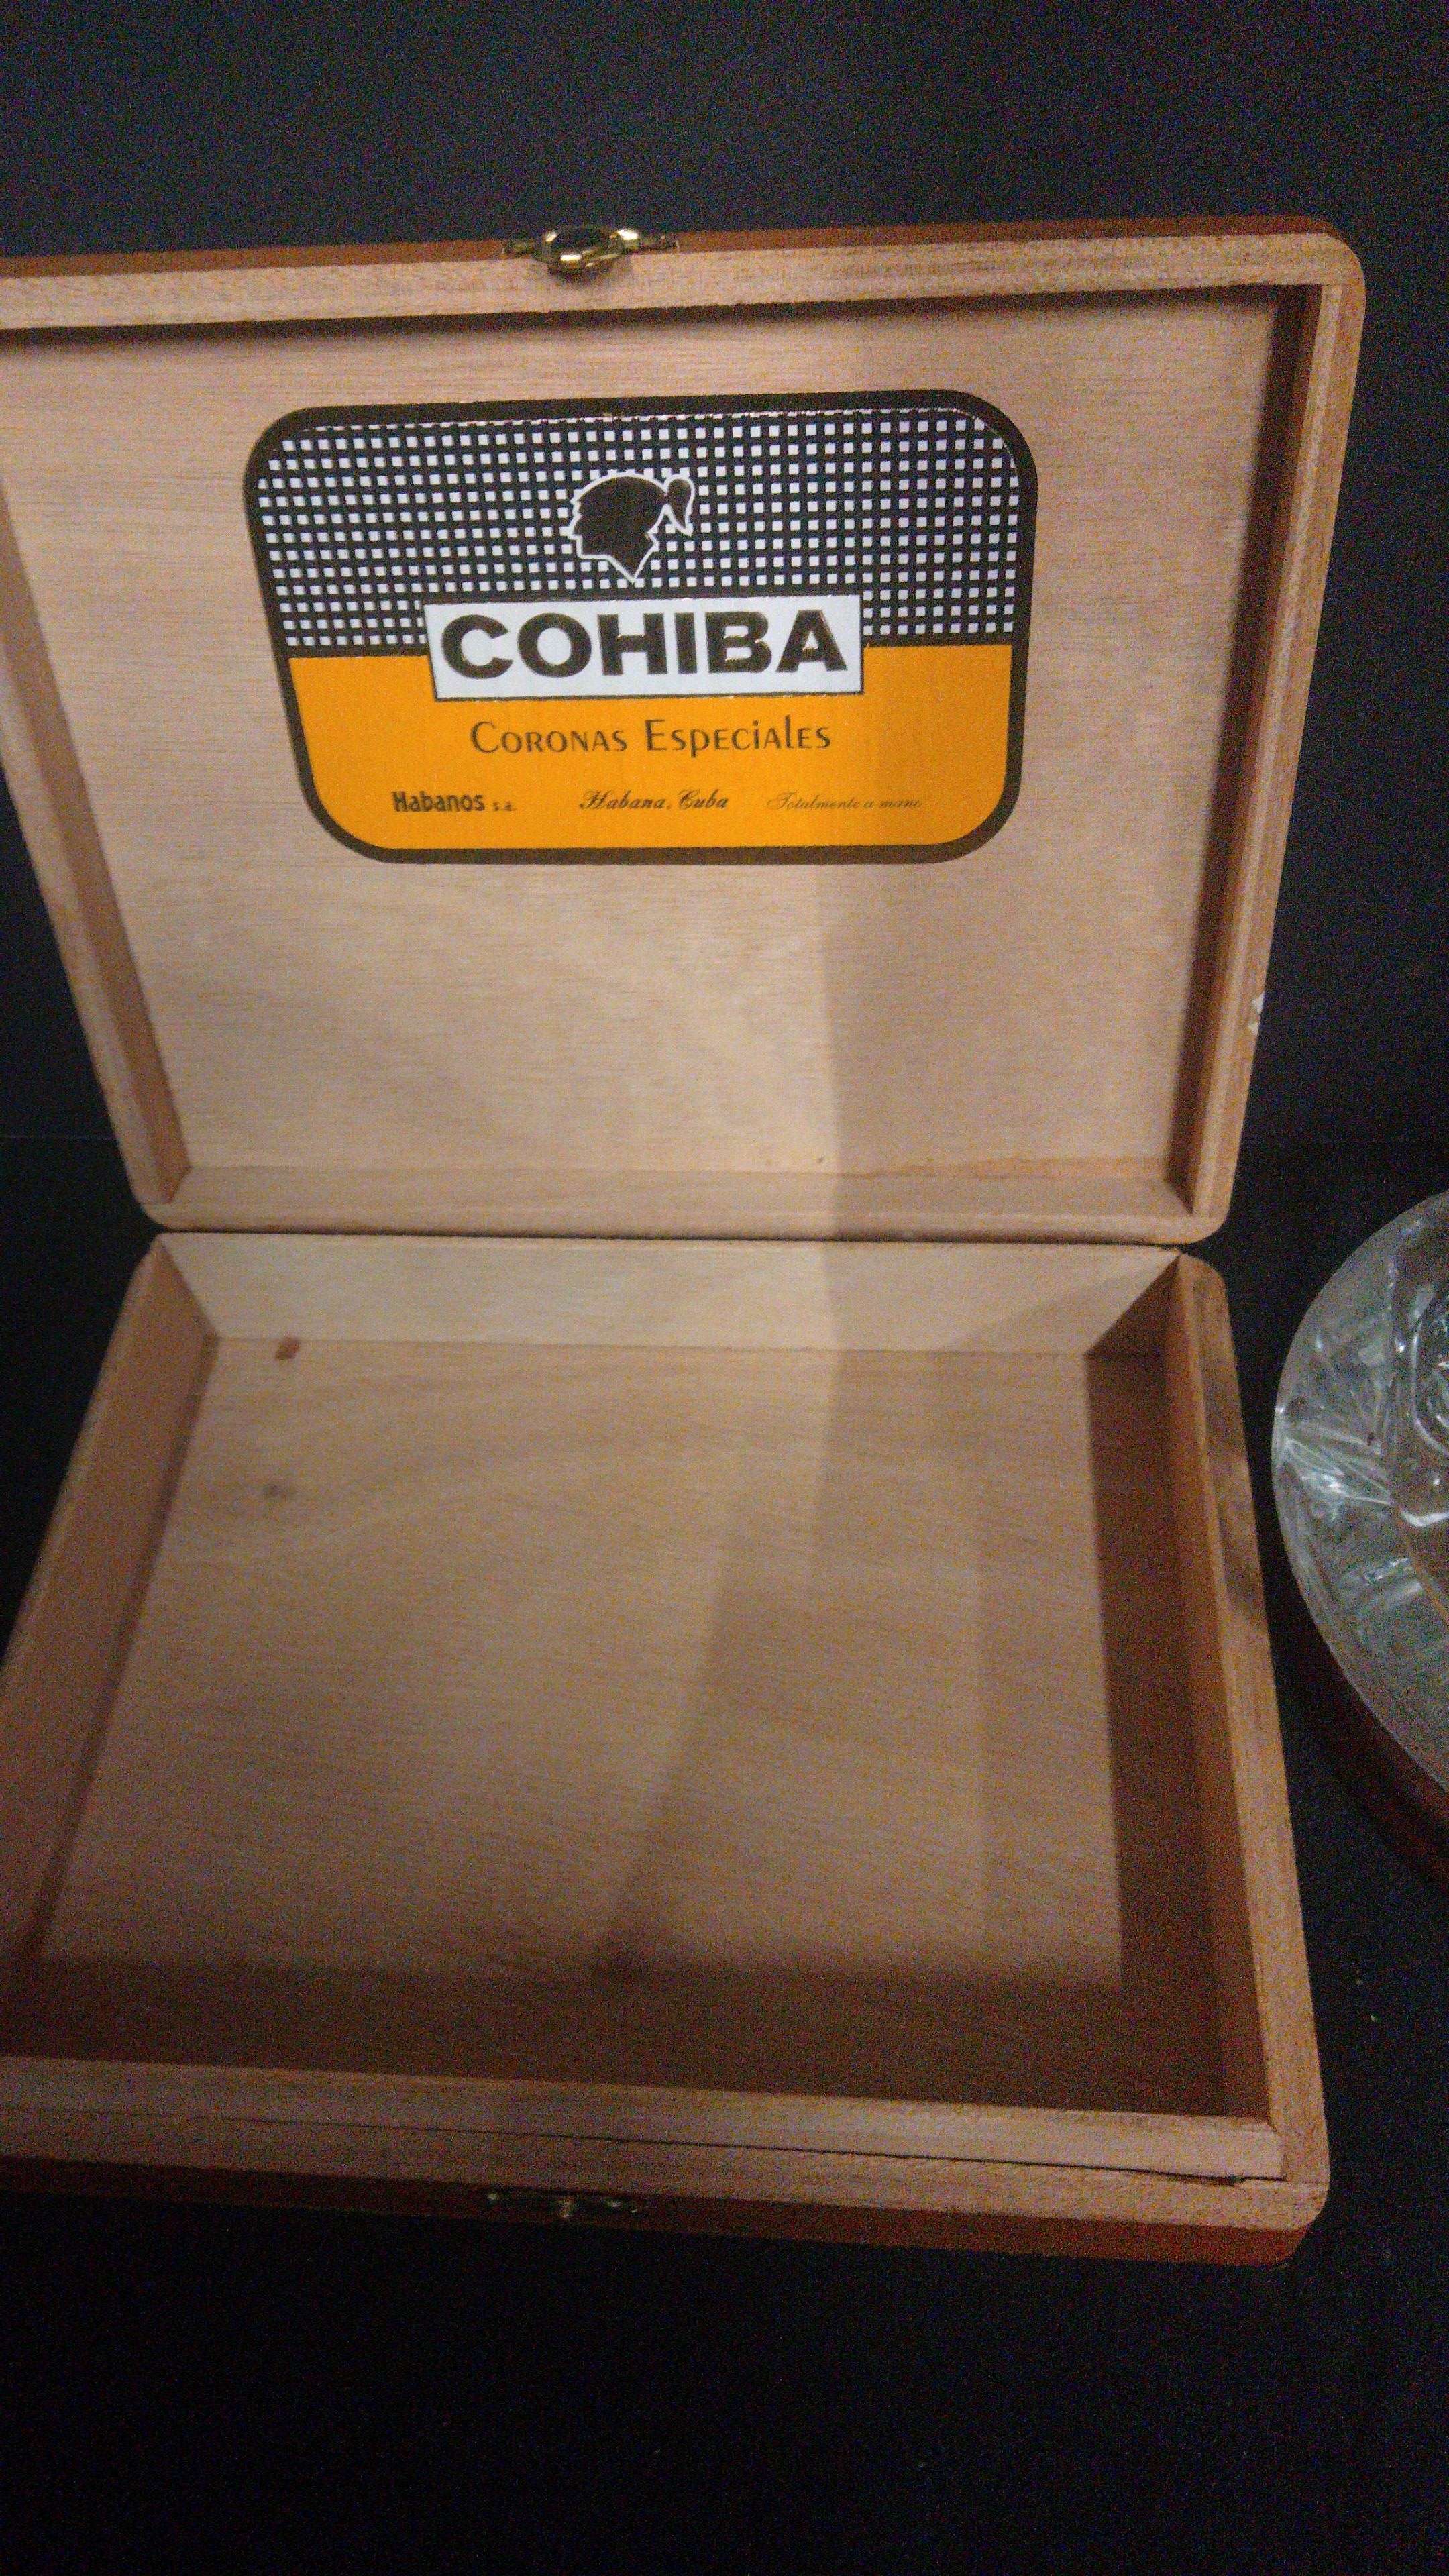 COHIBA
CORONAS ESPECIALES
Habanos s.a. Habana, Cuba Totalmente a mano